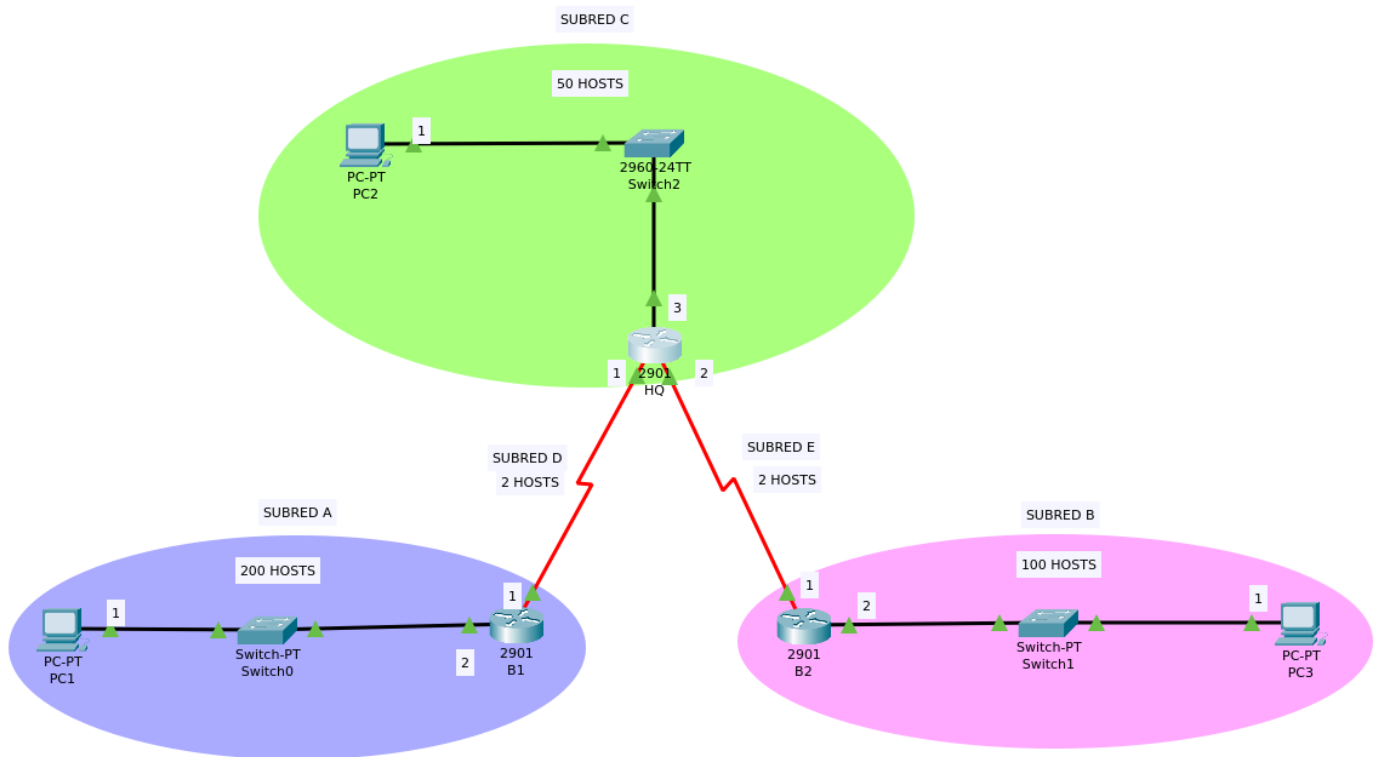 SUBRED C
50 HOSTS
1
PC-PT
PC2
2960-24TT
Switch2
3
1
2901
2
HQ
SUBRED D
2 HOSTS
SUBRED E
2 HOSTS
SUBRED A
200 HOSTS
1
PC-PT
PC1
Switch-PT
Switch0
1
2
2901
B1
SUBRED B
100 HOSTS
1
2
2901
B2
Switch-PT
Switch1
1
PC-PT
PC3